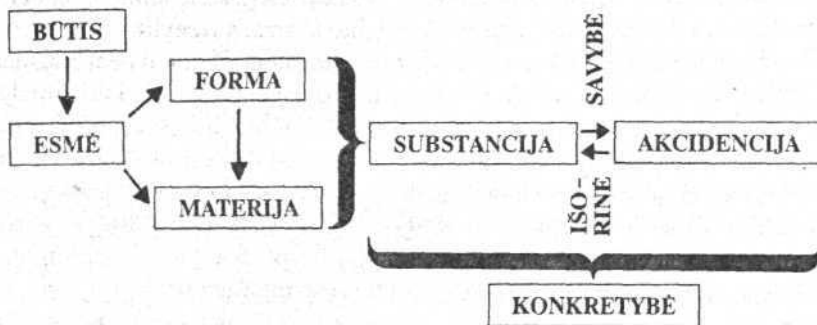 BŪTIS
FORMA
SAVYBĖ
ESMĖ
SUBSTANCIJA
AKCIDENCIJA
MATERIJA
IŠO–
RINĖ
KONKRETYBĖ